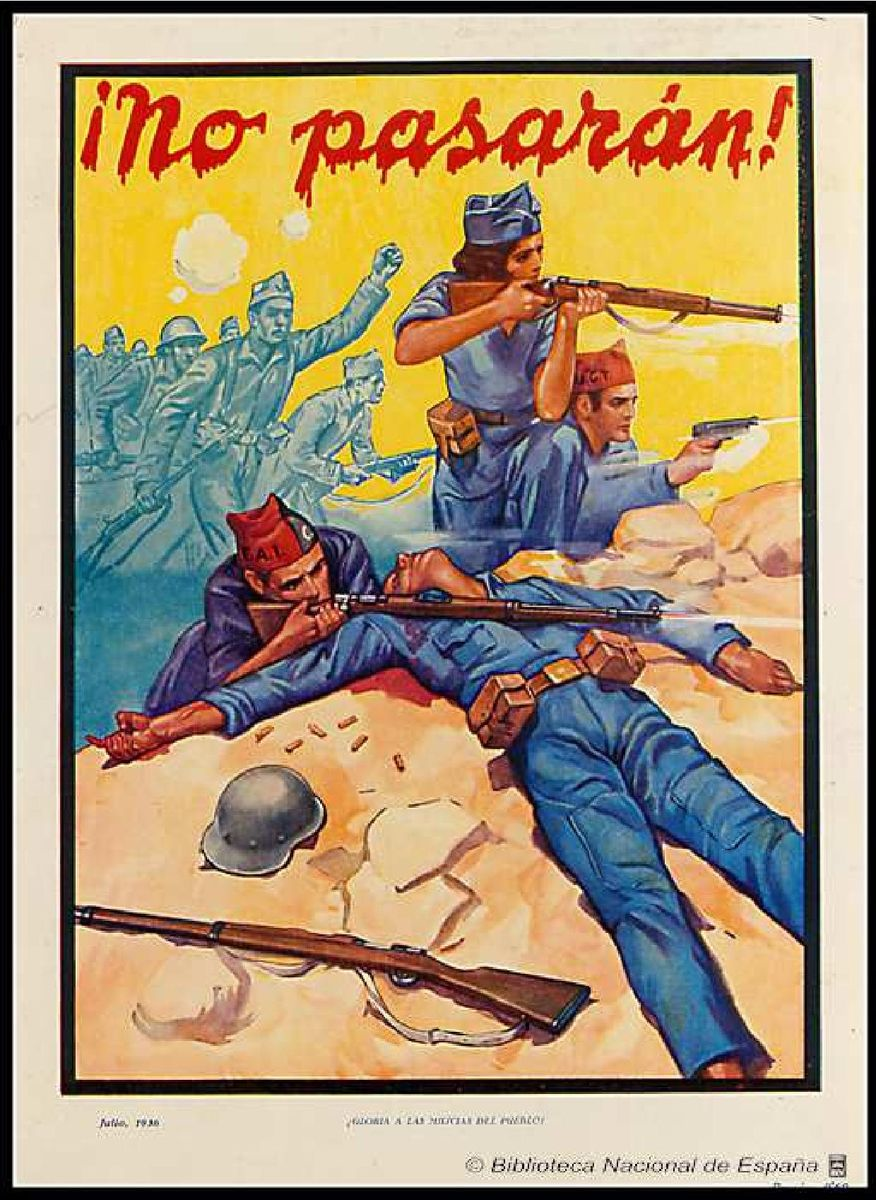 ¡No pasarán!
U.G.T.
F.A.I.
Julio, 1936
¡GLORIA A LAS MILICIAS DEL PUEBLO!
© Biblioteca Nacional de España